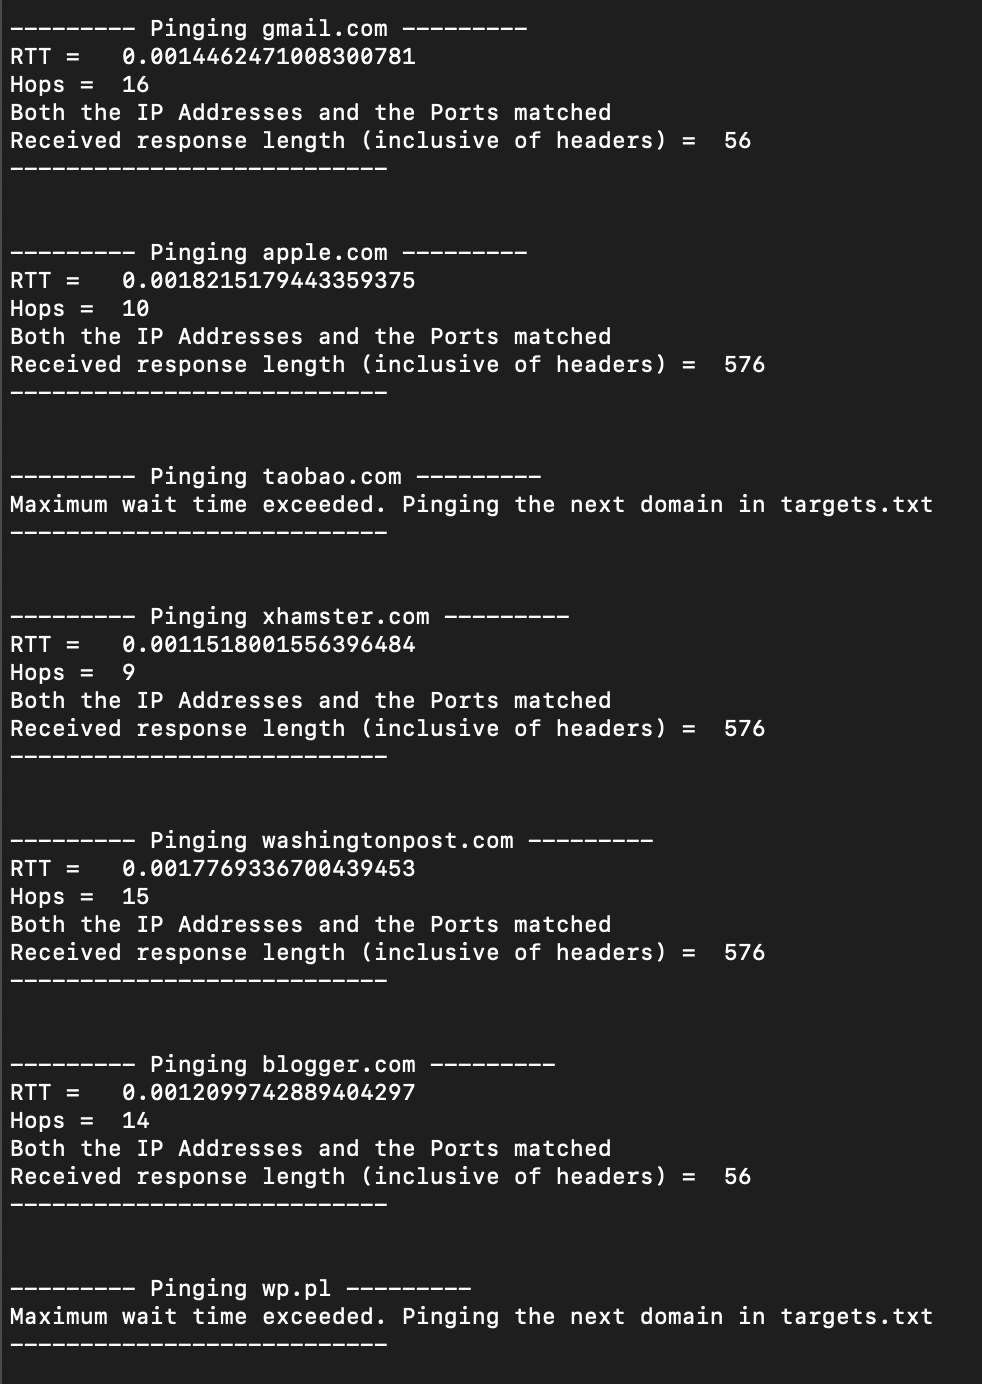 --------- Pinging gmail.com ---------
RTT =   0.0014462471008300781
Hops =  16
Both the IP Addresses and the Ports matched
Received response length (inclusive of headers) =  56
---------------------------
--------- Pinging apple.com ---------
RTT =   0.0018215179443359375
Hops =  10
Both the IP Addresses and the Ports matched
Received response length (inclusive of headers) =  576
---------------------------
--------- Pinging taobao.com ---------
Maximum wait time exceeded. Pinging the next domain in targets.txt
---------------------------
--------- Pinging xhamster.com ---------
RTT =   0.0011518001556396484
Hops =  9
Both the IP Addresses and the Ports matched
Received response length (inclusive of headers) =  576
---------------------------
--------- Pinging washingtonpost.com ---------
RTT =   0.0017769336700439453
Hops =  15
Both the IP Addresses and the Ports matched
Received response length (inclusive of headers) =  576
---------------------------
--------- Pinging blogger.com ---------
RTT =   0.0012099742889404297
Hops =  14
Both the IP Addresses and the Ports matched
Received response length (inclusive of headers) =  56
---------------------------
--------- Pinging wp.pl ---------
Maximum wait time exceeded. Pinging the next domain in targets.txt
---------------------------